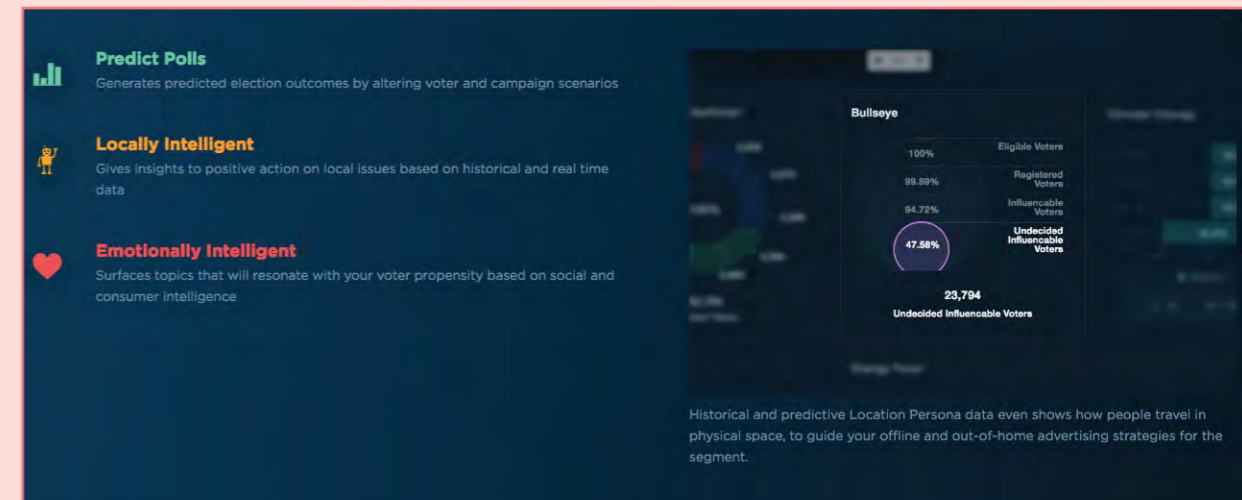 Predict Polls
Generates predicted election outcomes by altering voter and campaign scenarios
Locally Intelligent
Gives insights to positive action on local issues based on historical and real time
data
Emotionally Intelligent
Surfaces topics that will resonate with your voter propensity based on social and
consumer intelligence
Bullseye
100% Eligible Voters
99.89% Registered
Voters
94.72% Influencable
Voters
47.58% Undecided
Influencable
Voters
23,794
Undecided Influencable Voters
Historical and predictive Location Persona data even shows how people travel in
physical space, to guide your offline and out-of-home advertising strategies for the
segment.